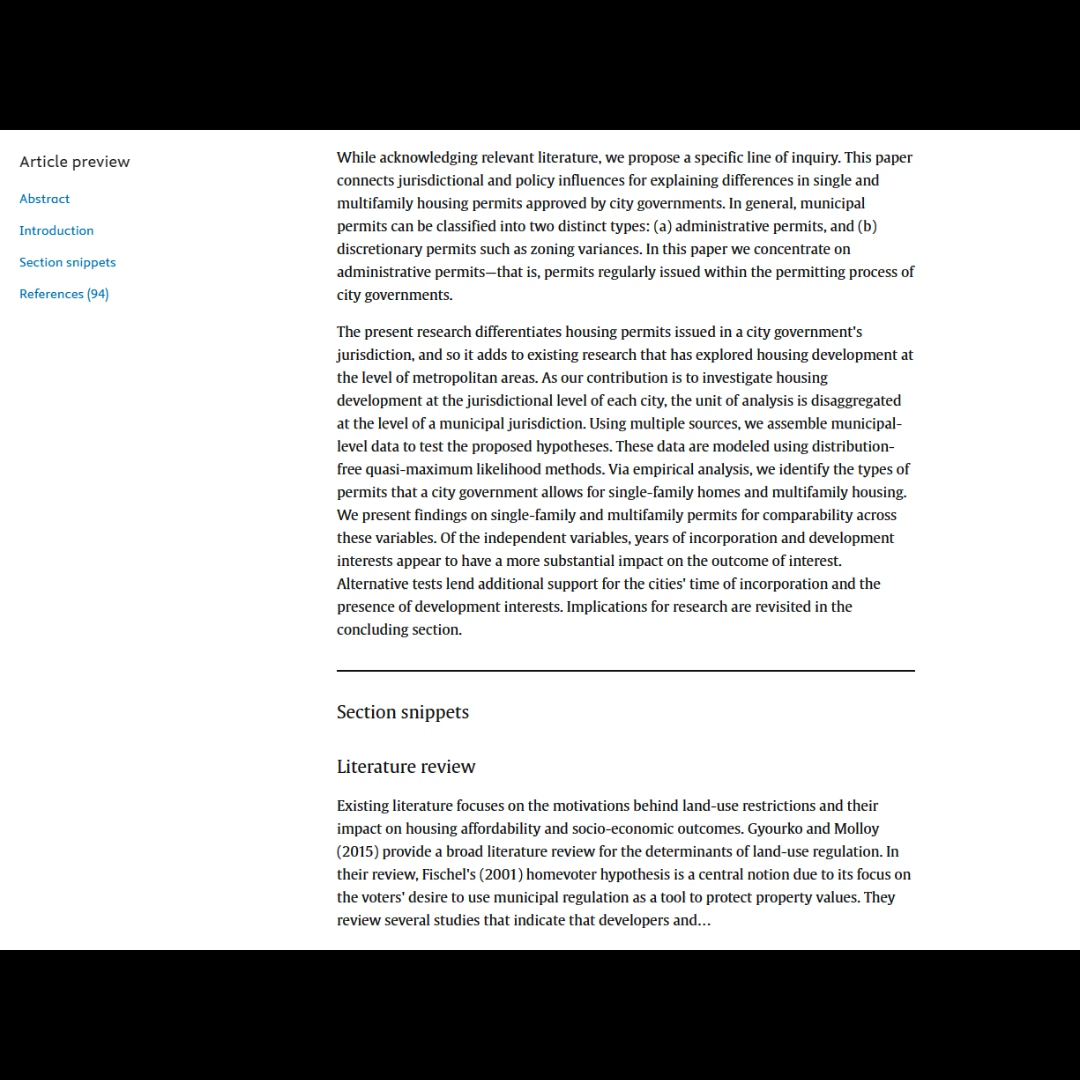 Article preview
Abstract
Introduction
Section snippets
References (94)
While acknowledging relevant literature, we propose a specific line of inquiry. This paper
connects jurisdictional and policy influences for explaining differences in single and
multifamily housing permits approved by city governments. In general, municipal
permits can be classified into two distinct types: (a) administrative permits, and (b)
discretionary permits such as zoning variances. In this paper we concentrate on
administrative permits—that is, permits regularly issued within the permitting process of
city governments.
The present research differentiates housing permits issued in a city government's
jurisdiction, and so it adds to existing research that has explored housing development at
the level of metropolitan areas. As our contribution is to investigate housing
development at the jurisdictional level of each city, the unit of analysis is disaggregated
at the level of a municipal jurisdiction. Using multiple sources, we assemble municipal-
level data to test the proposed hypotheses. These data are modeled using distribution-
free quasi-maximum likelihood methods. Via empirical analysis, we identify the types of
permits that a city government allows for single-family homes and multifamily housing.
We present findings on single-family and multifamily permits for comparability across
these variables. Of the independent variables, years of incorporation and development
interests appear to have a more substantial impact on the outcome of interest.
Alternative tests lend additional support for the cities' time of incorporation and the
presence of development interests. Implications for research are revisited in the
concluding section.
Section snippets
Literature review
Existing literature focuses on the motivations behind land-use restrictions and their
impact on housing affordability and socio-economic outcomes. Gyourko and Molloy
(2015) provide a broad literature review for the determinants of land-use regulation. In
their review, Fischel's (2001) homevoter hypothesis is a central notion due to its focus on
the voters' desire to use municipal regulation as a tool to protect property values. They
review several studies that indicate that developers and…